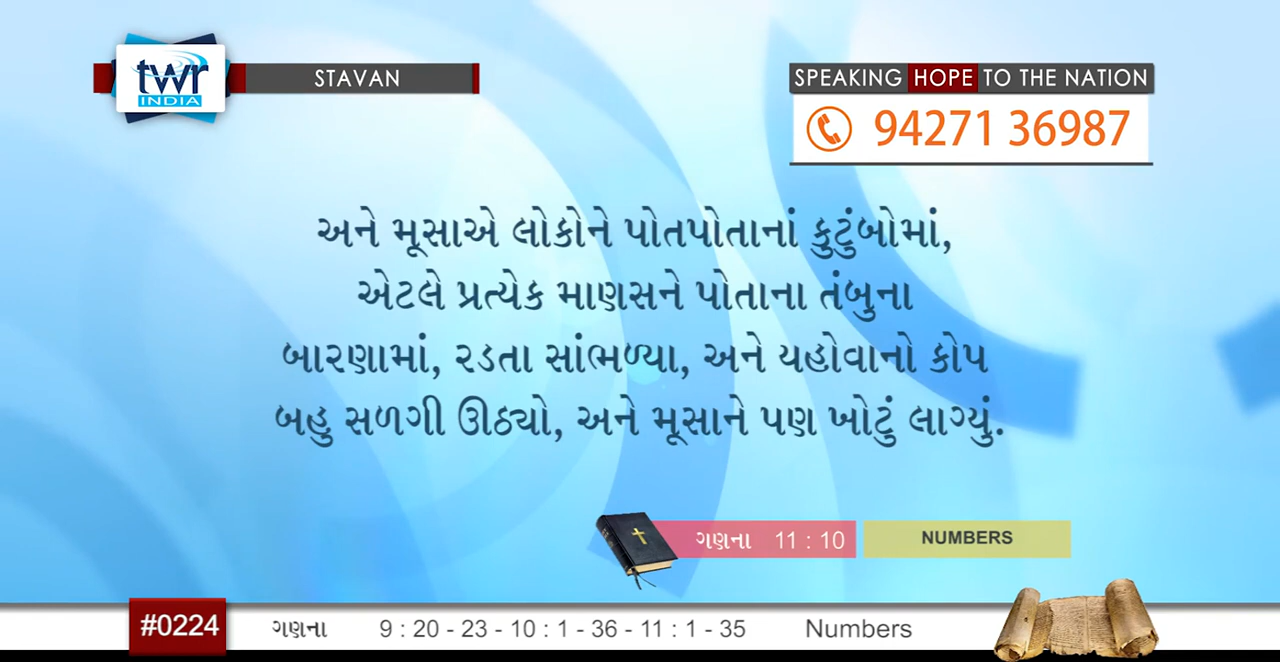 twr
INDIA
STAVAN
SPEAKING HOPE TO THE NATION
94271 36987
અને મૂસાએ લોકોને પોતપોતાનાં કુટુંબોમાં,
એટલે પ્રત્યેક માણસને પોતાના તંબુના
બારણામાં, રડતા સાંભળ્યા, અને યહોવાનો કોપ
બહુ સળગી ઊઠ્યો, અને મૂસાને પણ ખોટું લાગ્યું.
ગણના 11 : 10
NUMBERS
#0224 ગણના 9 : 20 - 23 - 10 : 1 - 36 - 11 : 1 - 35 Numbers